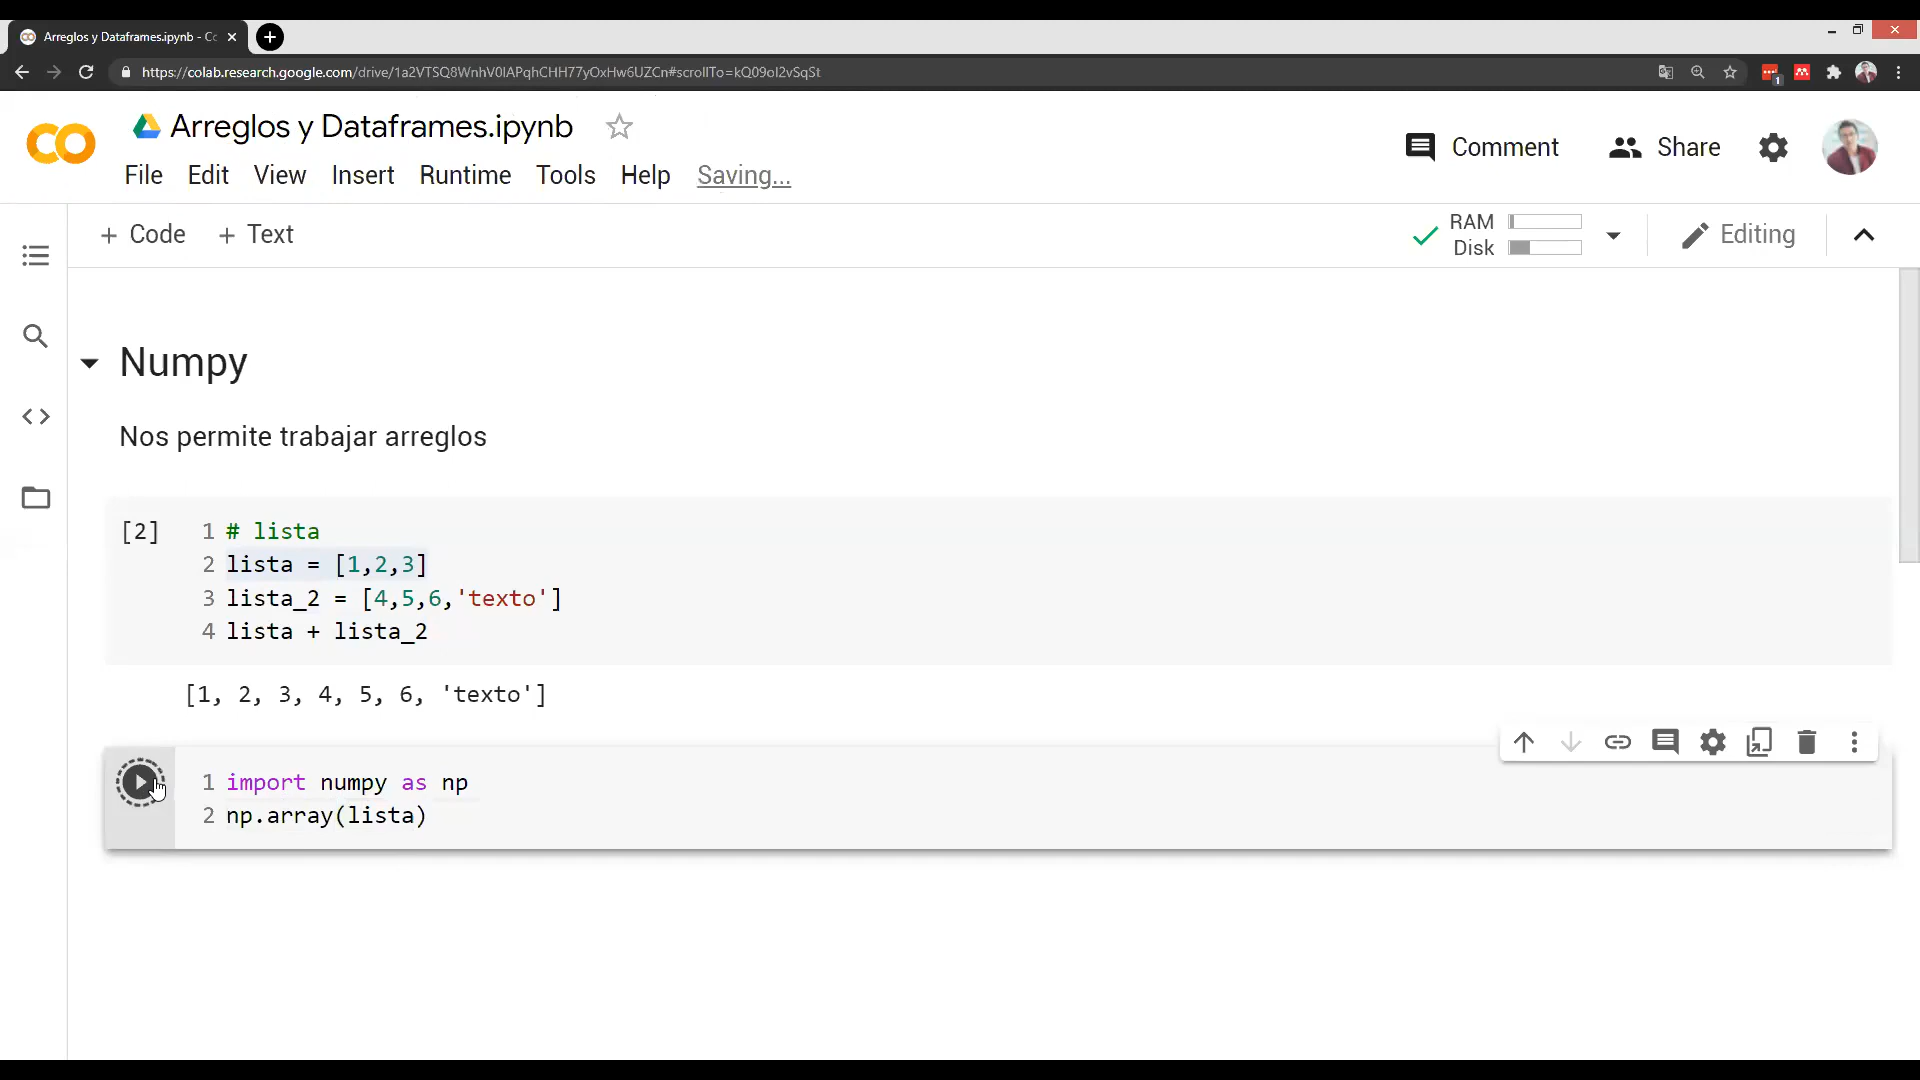 Arreglos y Dataframes.ipynb - Cc
https://colab.research.google.com/drive/1a2VTSQ8WnhV0lAPqhCHH77yOxHw6UZCn#scrollTo=kQ09oI2vSqSt
1
CO
Arreglos y Dataframes.ipynb
Comment
Share
File Edit View Insert Runtime Tools Help Saving...
+ Code + Text
RAM
Disk
Editing
Numpy
Nos permite trabajar arreglos
[2] 1 # lista
2 lista = [1,2,3]
3 lista_2 = [4,5,6,'texto']
4 lista + lista_2
[1, 2, 3, 4, 5, 6, 'texto']
1 import numpy as np
2 np.array(lista)